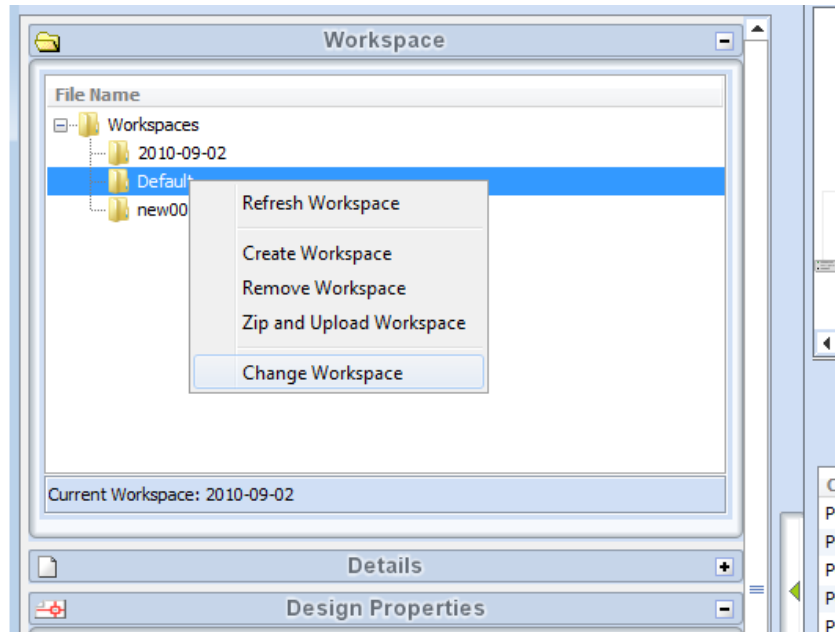 Workspace
File Name
Workspaces
2010-09-02
Default
new00
Refresh Workspace
Create Workspace
Remove Workspace
Zip and Upload Workspace
Change Workspace
Current Workspace: 2010-09-02
Details
Design Properties
P
P
P
P
P